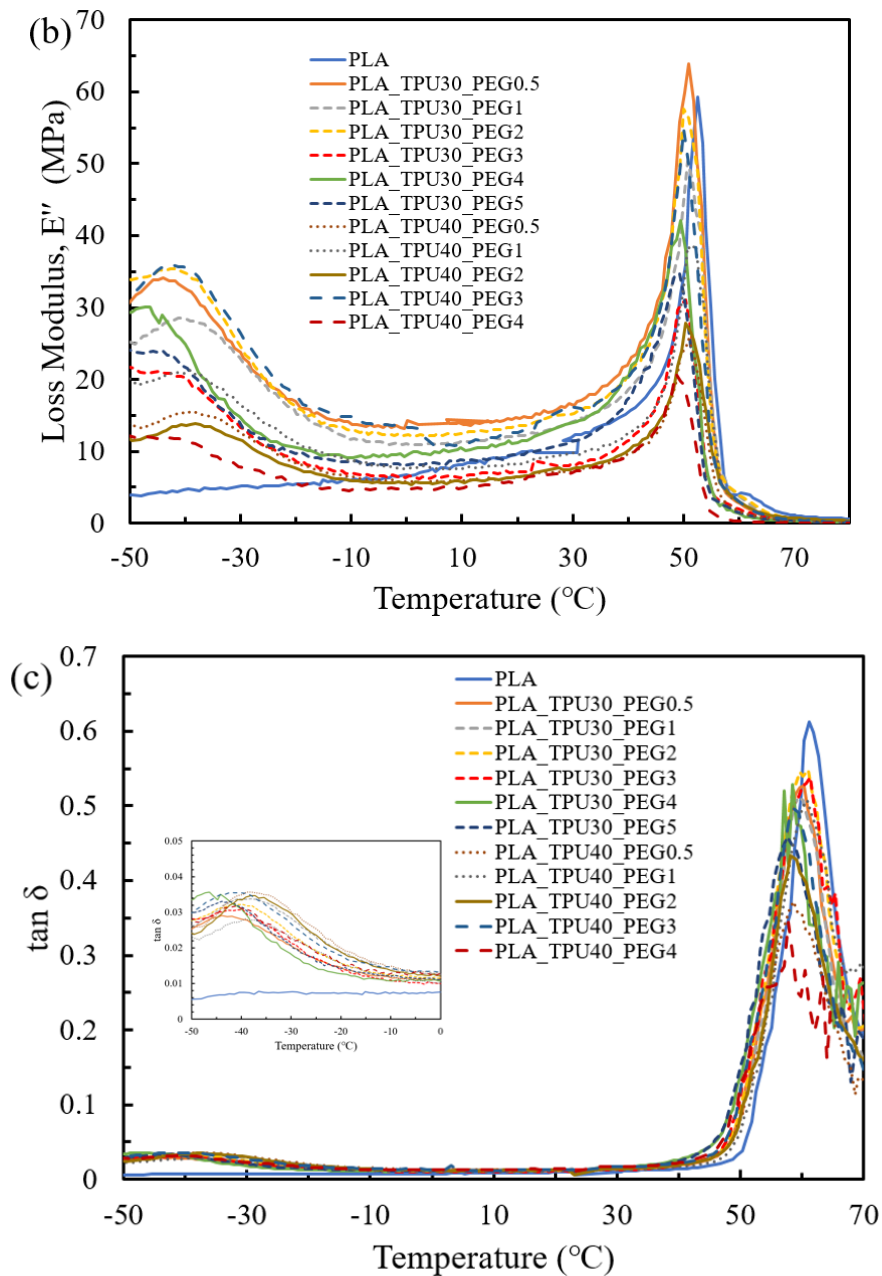 (b)
70
60
50
40
30
20
10
0
Loss Modulus, E" (MPa)
PLA
PLA_TPU30_PEG0.5
PLA_TPU30_PEG1
PLA_TPU30_PEG2
PLA_TPU30_PEG3
PLA_TPU30_PEG4
PLA_TPU30_PEG5
PLA_TPU40_PEG0.5
PLA_TPU40_PEG1
PLA_TPU40_PEG2
PLA_TPU40_PEG3
PLA_TPU40_PEG4
-50 -30 -10 10 30 50 70
Temperature (℃)
(c)
0.7
0.6
0.5
0.4
0.3
0.2
0.1
0
tan δ
PLA
PLA_TPU30_PEG0.5
PLA_TPU30_PEG1
PLA_TPU30_PEG2
PLA_TPU30_PEG3
PLA_TPU30_PEG4
PLA_TPU30_PEG5
PLA_TPU40_PEG0.5
PLA_TPU40_PEG1
PLA_TPU40_PEG2
PLA_TPU40_PEG3
PLA_TPU40_PEG4
0.05
0.04
0.03
0.02
0.01
0
tan δ
-50 -40 -30 -20 -10 0
Temperature (℃)
-50 -30 -10 10 30 50 70
Temperature (℃)